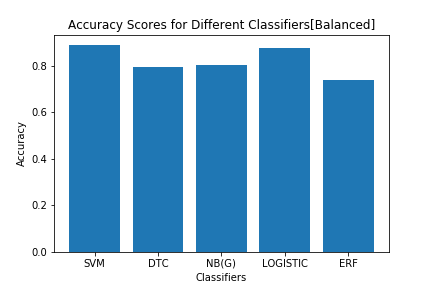 Accuracy Scores for Different Classifiers[Balanced]
Accuracy
0.8
0.6
0.4
0.2
0.0
SVM DTC NB(G) LOGISTIC ERF
Classifiers